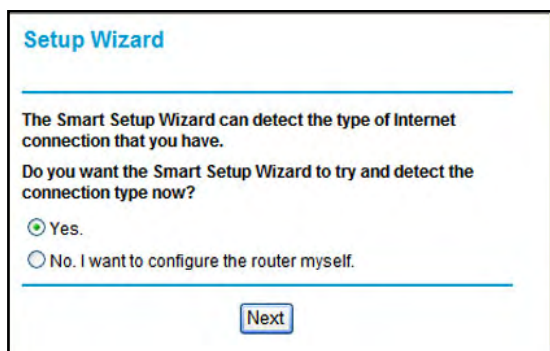 Setup Wizard
The Smart Setup Wizard can detect the type of Internet
connection that you have.
Do you want the Smart Setup Wizard to try and detect the
connection type now?
Yes.
No. I want to configure the router myself.
Next